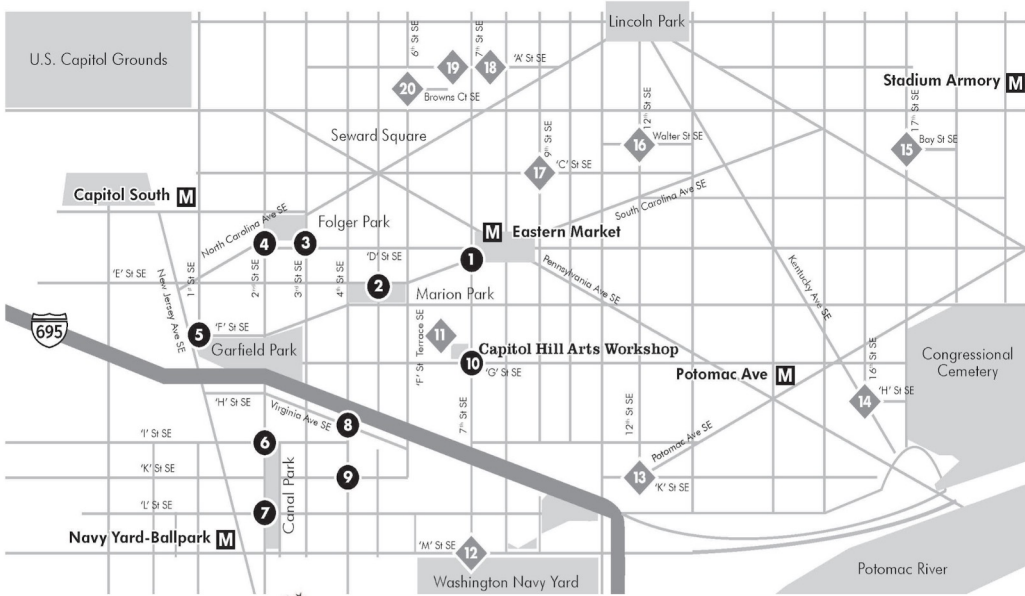 Lincoln Park
U.S. Capitol Grounds
6th St SE
7th St SE
19
18
'A' St SE
20
Browns Ct SE
Stadium Armory M
17th St SE
12th St SE
Seward Square
16
Walter St SE
15
Bay St SE
9th St SE
17
'C' St SE
Capitol South M
South Carolina Ave SE
North Carolina Ave SE
Folger Park
M Eastern Market
4
3
1
'D' St SE
Pennsylvania Ave SE
Kentucky Ave SE
'E' St SE
New Jersey Ave SE
1st St SE
2nd St SE
3rd St SE
4th St SE
2
Marion Park
695
5
'F' St SE
Garfield Park
'F' St Terrace SE
11
Capitol Hill Arts Workshop
10
'G' St SE
Potomac Ave M
16th St SE
Congressional
Cemetery
'H' St SE
14
'H' St SE
Virginia Ave SE
7th St SE
12th St SE
Potomac Ave SE
8
'I' St SE
6
'K' St SE
9
13
'K' St SE
Canal Park
'L' St SE
7
Navy Yard-Ballpark M
'M' St SE
12
Washington Navy Yard
Potomac River